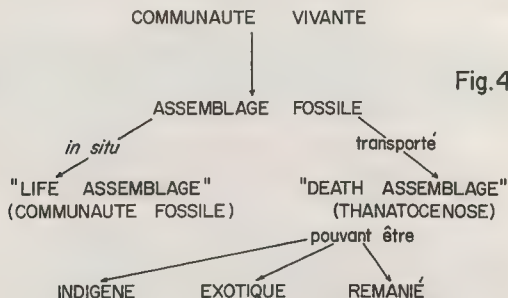 COMMUNAUTE VIVANTE
Fig.4
ASSEMBLAGE FOSSILE
in situ
transporté
"LIFE ASSEMBLAGE" "DEATH ASSEMBLAGE"
(COMMUNAUTE FOSSILE) (THANATOCENOSE)
pouvant être
INDIGENE EXOTIQUE REMANIÉ